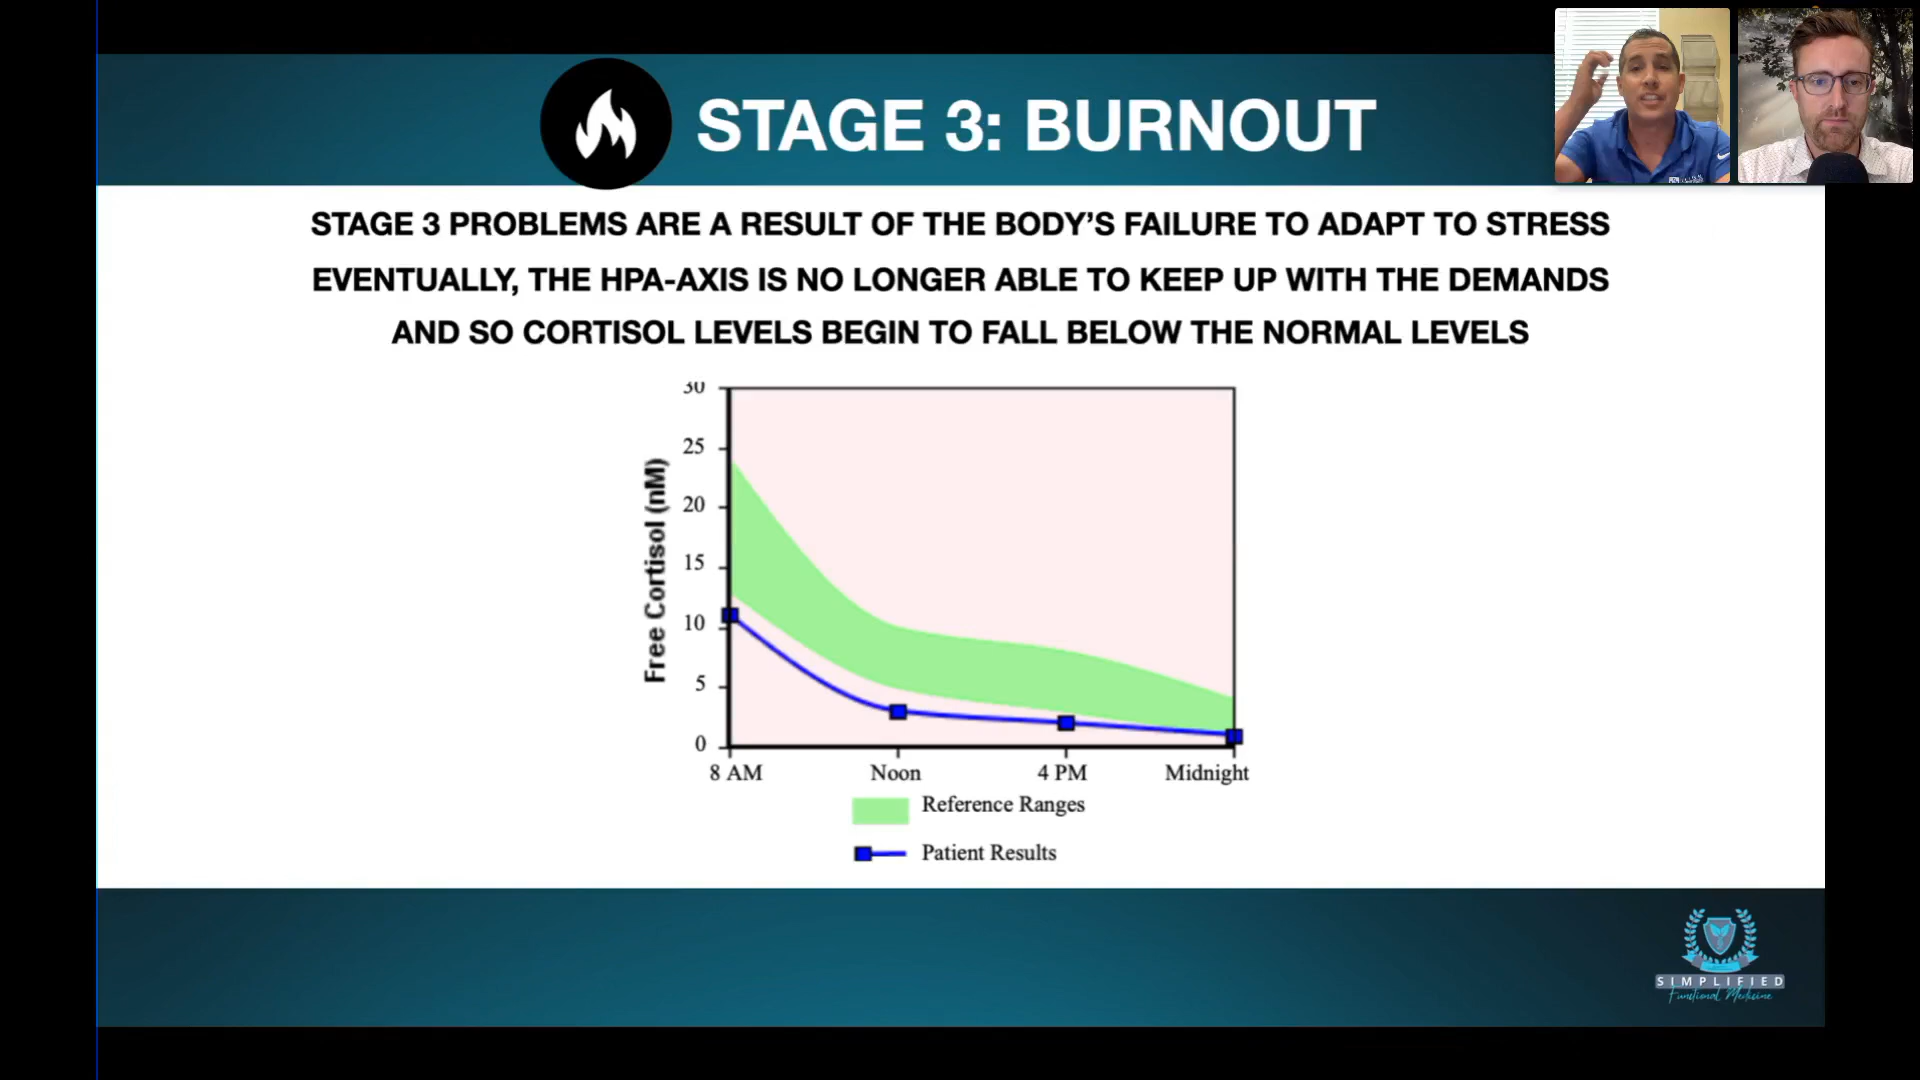 STAGE 3: BURNOUT
STAGE 3 PROBLEMS ARE A RESULT OF THE BODY’S FAILURE TO ADAPT TO STRESS
EVENTUALLY, THE HPA-AXIS IS NO LONGER ABLE TO KEEP UP WITH THE DEMANDS
AND SO CORTISOL LEVELS BEGIN TO FALL BELOW THE NORMAL LEVELS
30
25
20
15
10
5
0
Free Cortisol (nM)
8 AM Noon 4 PM Midnight
Reference Ranges
Patient Results
SIMPLIFIED
Functional Medicine